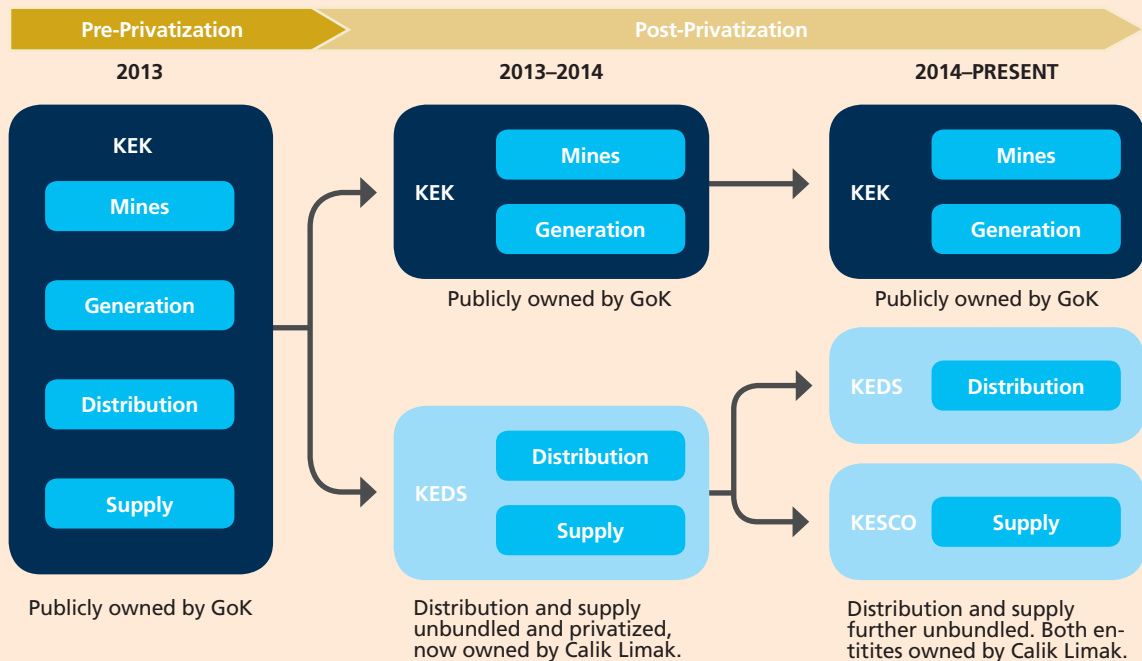 Pre-Privatization
Post-Privatization
2013
2013–2014
2014–PRESENT
KEK
Mines
Generation
Distribution
Supply
Publicly owned by GoK
KEK
Mines
Generation
Publicly owned by GoK
KEDS
Distribution
Supply
Distribution and supply
unbundled and privatized,
now owned by Calik Limak.
KEK
Mines
Generation
Publicly owned by GoK
KEDS
Distribution
KESCO
Supply
Distribution and supply
further unbundled. Both en-
titites owned by Calik Limak.